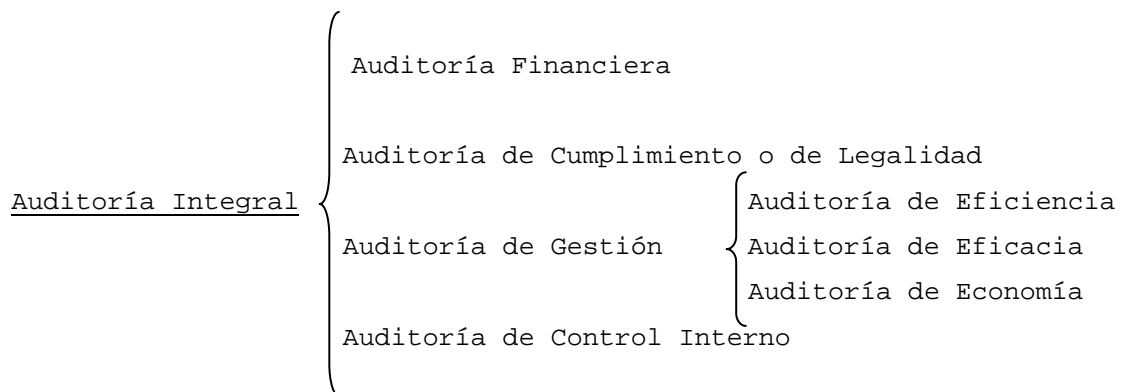 Auditoría Financiera
Auditoría de Cumplimiento o de Legalidad
Auditoría Integral
Auditoría de Gestión
Auditoría de Eficiencia
Auditoría de Eficacia
Auditoría de Economía
Auditoría de Control Interno